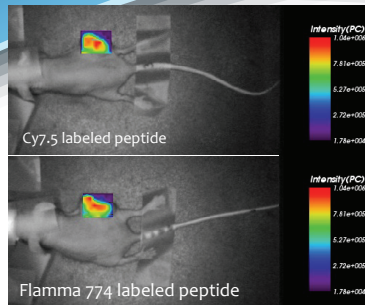 Intensity(PC)
1.04e+006
7.81e+005
5.27e+005
2.72e+005
1.78e+004
Cy7.5 labeled peptide
Intensity(PC)
1.04e+006
7.81e+005
5.27e+005
2.72e+005
1.78e+004
Flamma 774 labeled peptide